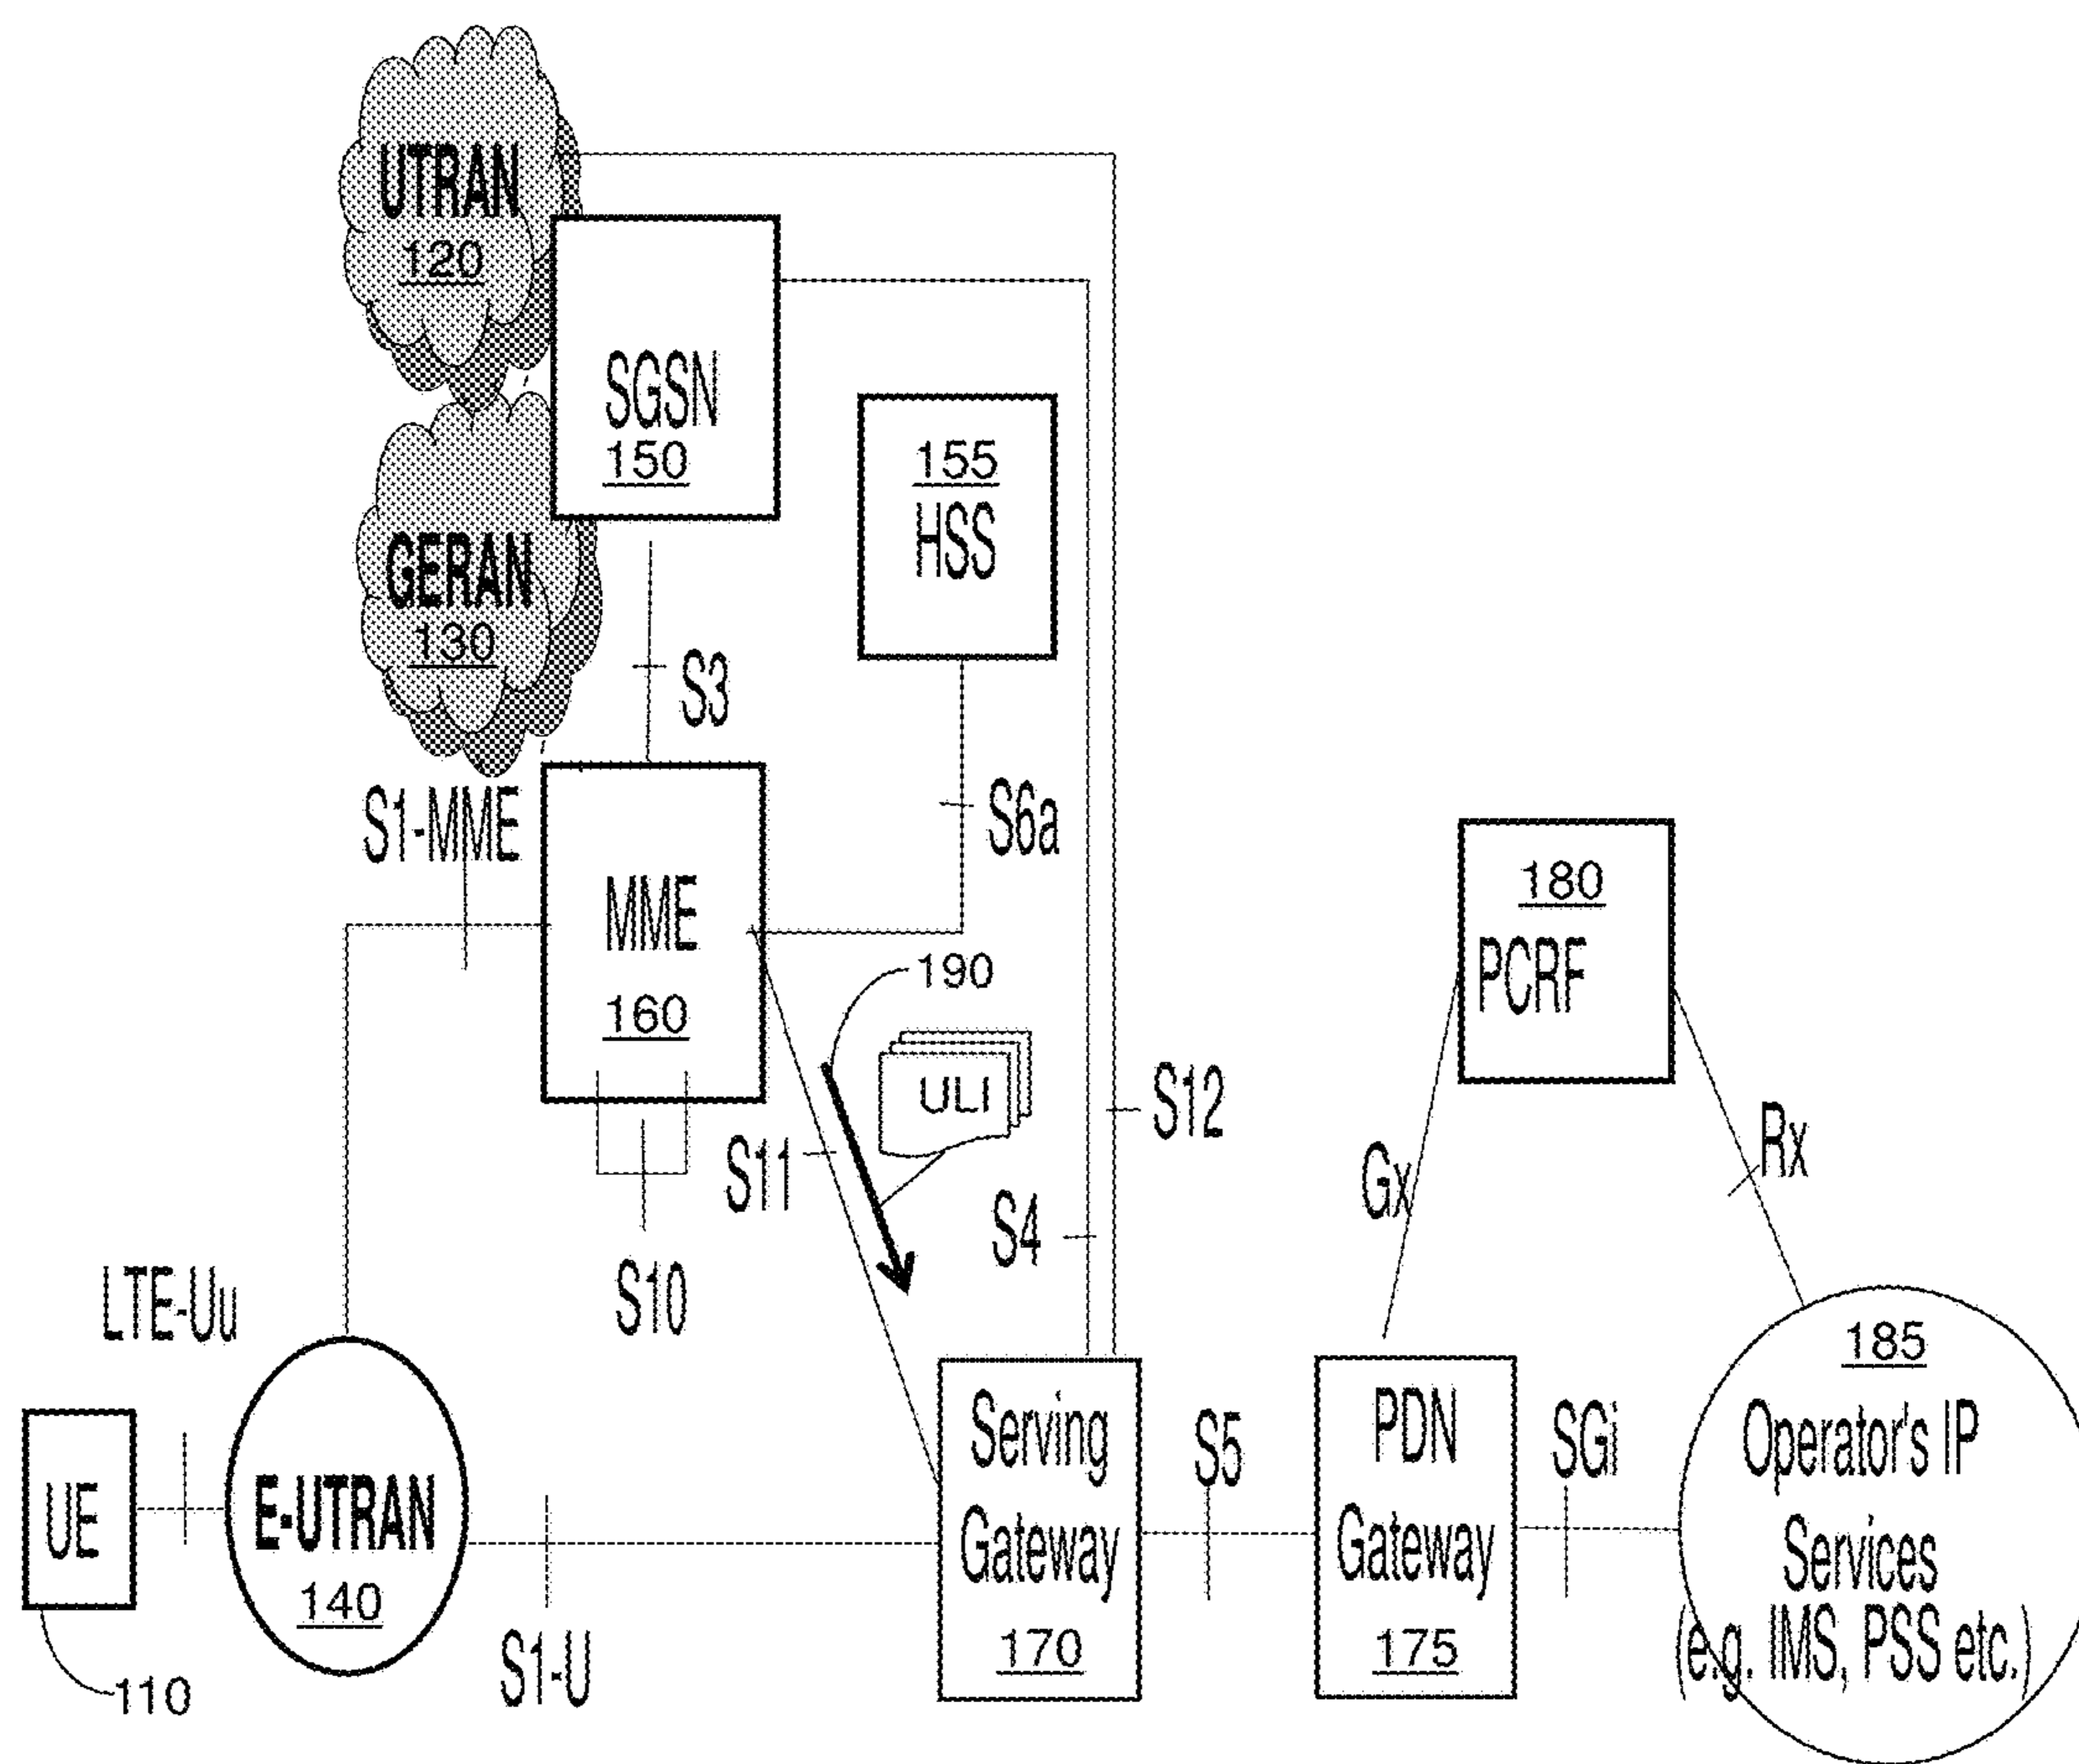 UTRAN
120
SGSN
150
155
HSS
GERAN
130
S3
S1-MME
S6a
MME
160
190
ULI
180
PCRF
S11
S12
S10
S4
Gx
Rx
LTE-Uu
UE
110
E-UTRAN
140
S1-U
Serving
Gateway
170
S5
PDN
Gateway
175
SGi
185
Operator's IP
Services
(e.g. IMS, PSS etc.)